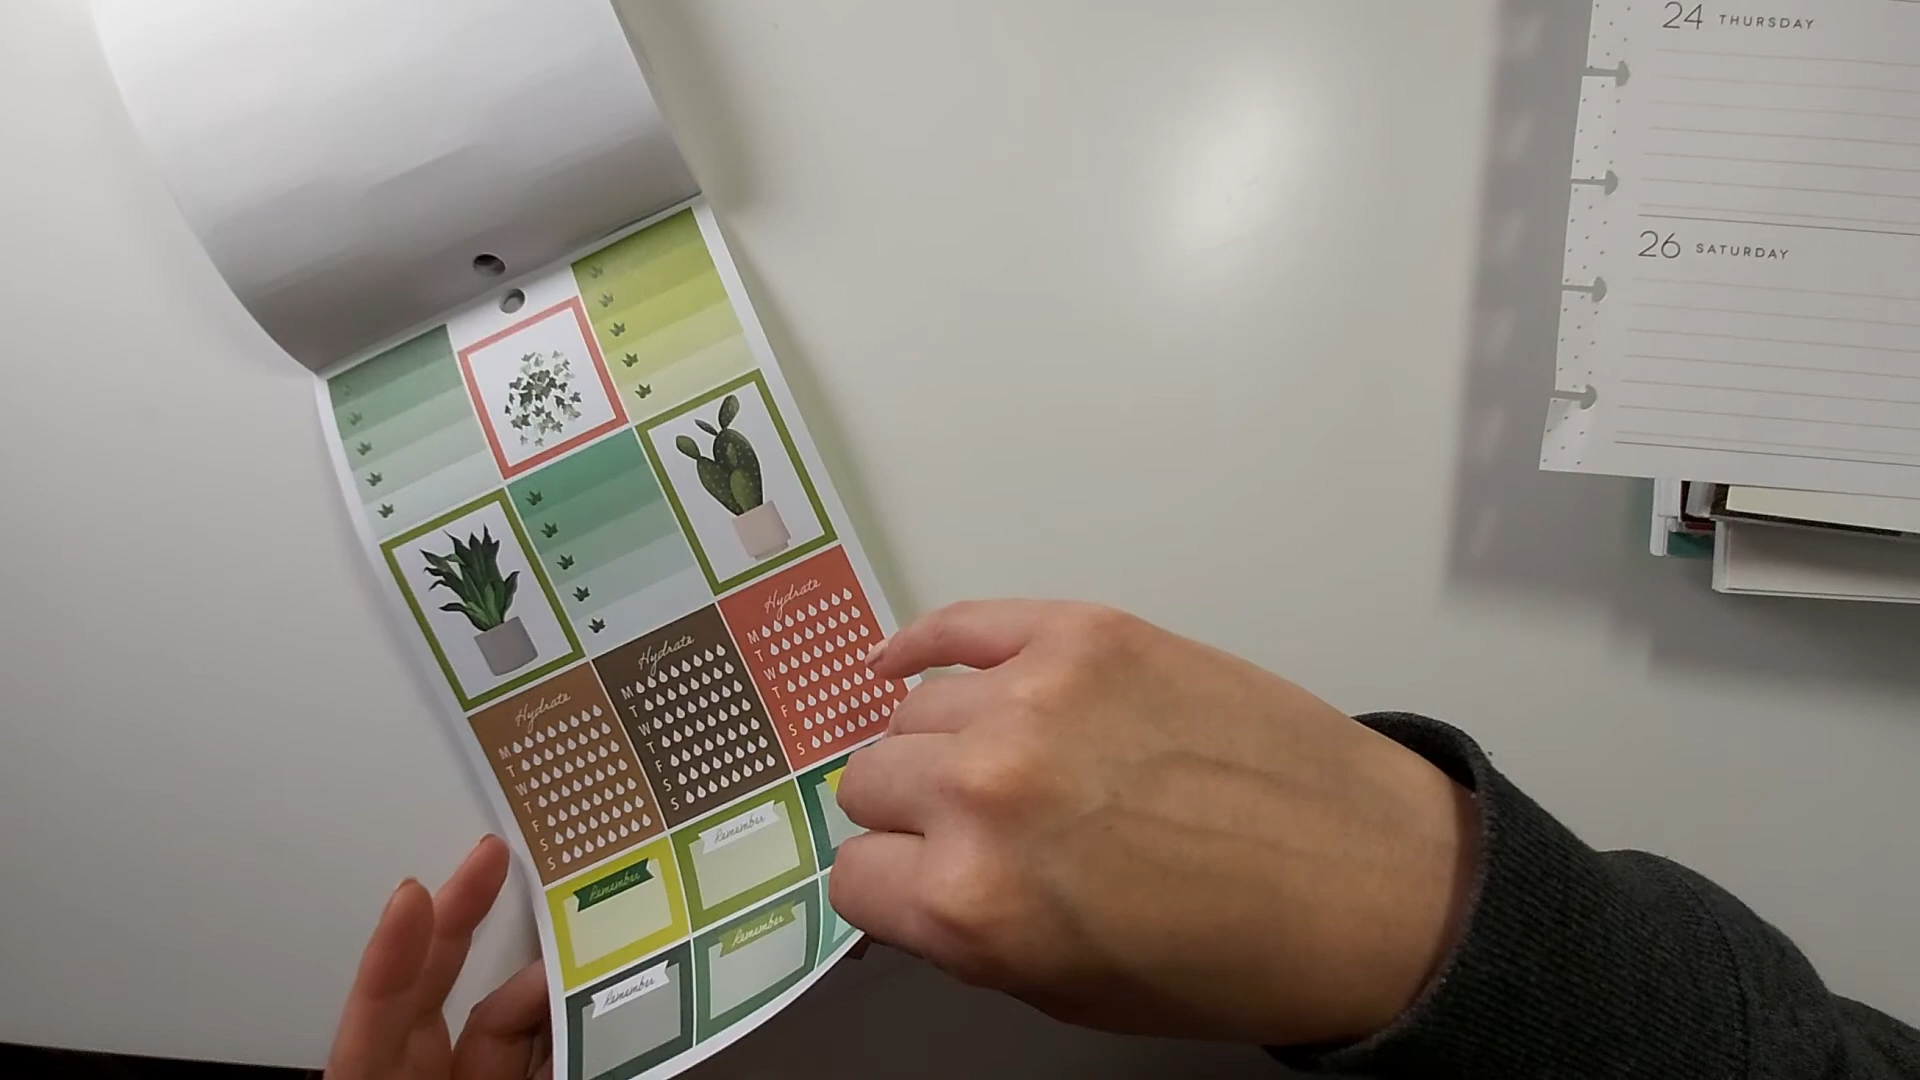 24 THURSDAY
26 SATURDAY
Hydrate
M
T
W
T
F
S
S
Hydrate
M
T
W
T
F
S
S
Hydrate
M
T
W
T
F
S
S
Remember
Remember
Remember
Remember